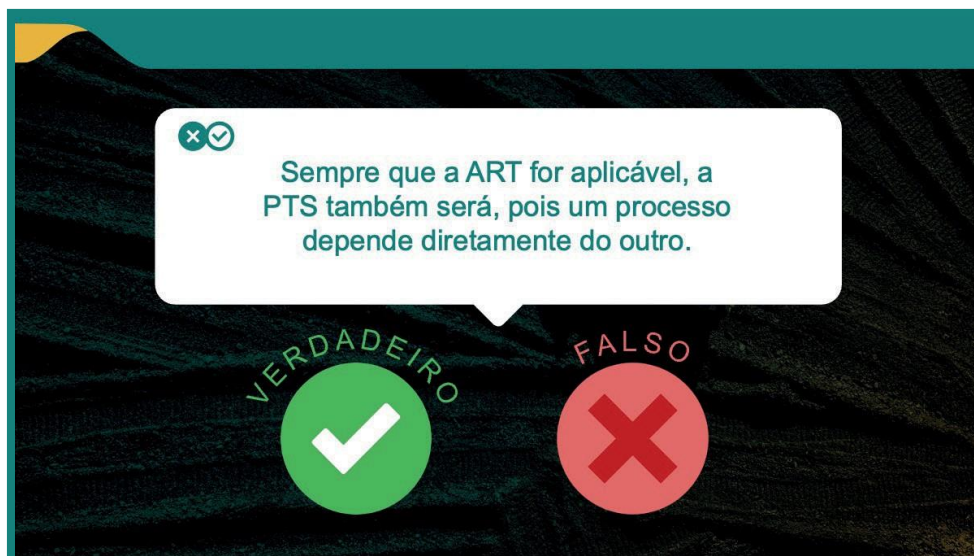 Sempre que a ART for aplicável, a
PTS também será, pois um processo
depende diretamente do outro.
VERDADEIRO
FALSO